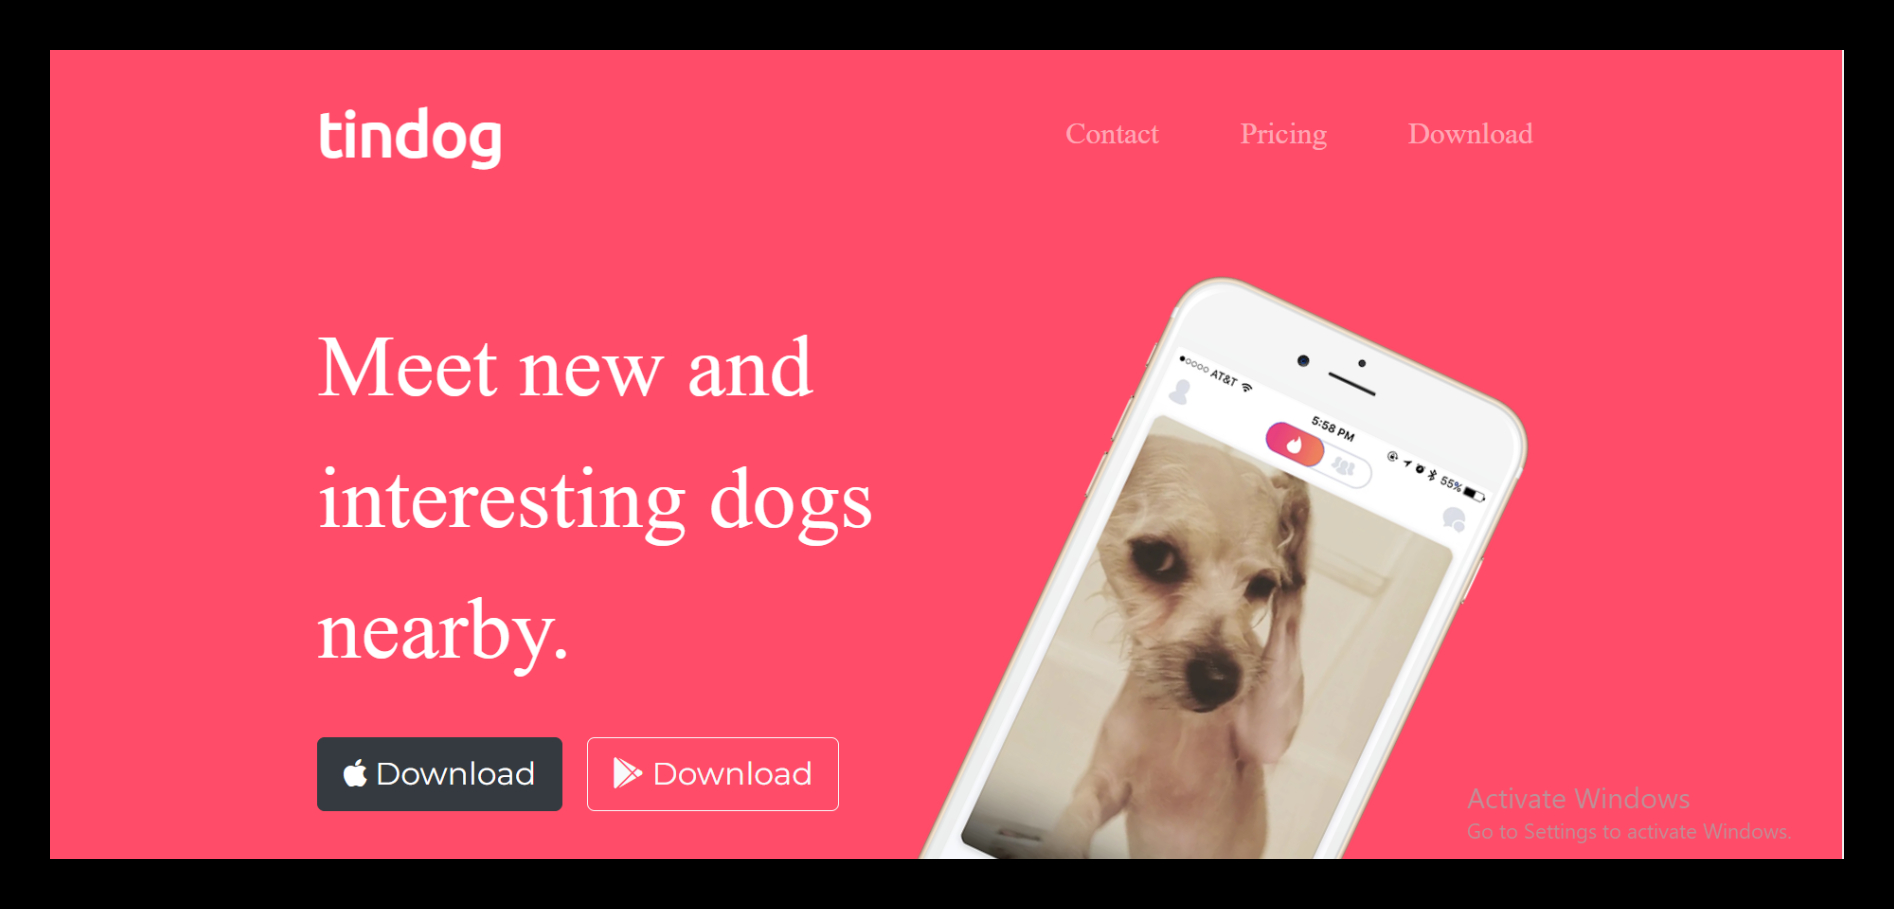 tindog
Contact Pricing Download
Meet new and
interesting dogs
nearby.
Download Download
AT&T
5:58 PM
55%
Activate Windows
Go to Settings to activate Windows.